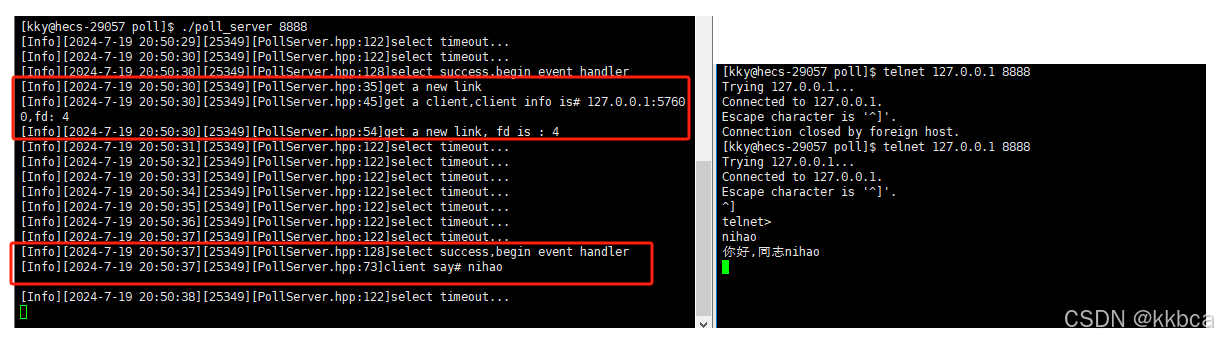 [kky@hecs-29057 poll]$ ./poll_server 8888
[Info][2024-7-19 20:50:29][25349][PollServer.hpp:122]select timeout...
[Info][2024-7-19 20:50:30][25349][PollServer.hpp:122]select timeout...
[Info][2024-7-19 20:50:30][25349][PollServer.hpp:128]select success,begin event handler
[Info][2024-7-19 20:50:30][25349][PollServer.hpp:35]get a new link
[Info][2024-7-19 20:50:30][25349][PollServer.hpp:45]get a client,client info is# 127.0.0.1:5760
0,fd: 4
[Info][2024-7-19 20:50:30][25349][PollServer.hpp:54]get a new link, fd is : 4
[Info][2024-7-19 20:50:31][25349][PollServer.hpp:122]select timeout...
[Info][2024-7-19 20:50:32][25349][PollServer.hpp:122]select timeout...
[Info][2024-7-19 20:50:33][25349][PollServer.hpp:122]select timeout...
[Info][2024-7-19 20:50:34][25349][PollServer.hpp:122]select timeout...
[Info][2024-7-19 20:50:35][25349][PollServer.hpp:122]select timeout...
[Info][2024-7-19 20:50:36][25349][PollServer.hpp:122]select timeout...
[Info][2024-7-19 20:50:37][25349][PollServer.hpp:122]select timeout...
[Info][2024-7-19 20:50:37][25349][PollServer.hpp:128]select success,begin event handler
[Info][2024-7-19 20:50:37][25349][PollServer.hpp:73]client say# nihao
[Info][2024-7-19 20:50:38][25349][PollServer.hpp:122]select timeout...
[kky@hecs-29057 poll]$ telnet 127.0.0.1 8888
Trying 127.0.0.1...
Connected to 127.0.0.1.
Escape character is '^]'.
Connection closed by foreign host.
[kky@hecs-29057 poll]$ telnet 127.0.0.1 8888
Trying 127.0.0.1...
Connected to 127.0.0.1.
Escape character is '^]'.
^]
telnet>
nihao
你好,同志nihao
CSDN @kkbca